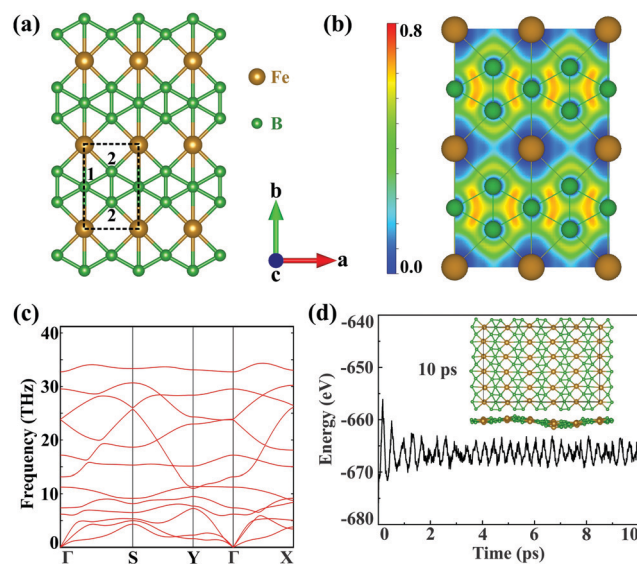 (a)
Fe
B
2
1
2
b
a
c
(b)
0.8
0.0
(c)
Frequency (THz)
40
30
20
10
0
Γ S Y Γ X
(d)
Energy (eV)
-640
-650
-660
-670
-680
10 ps
0 2 4 6 8 10
Time (ps)